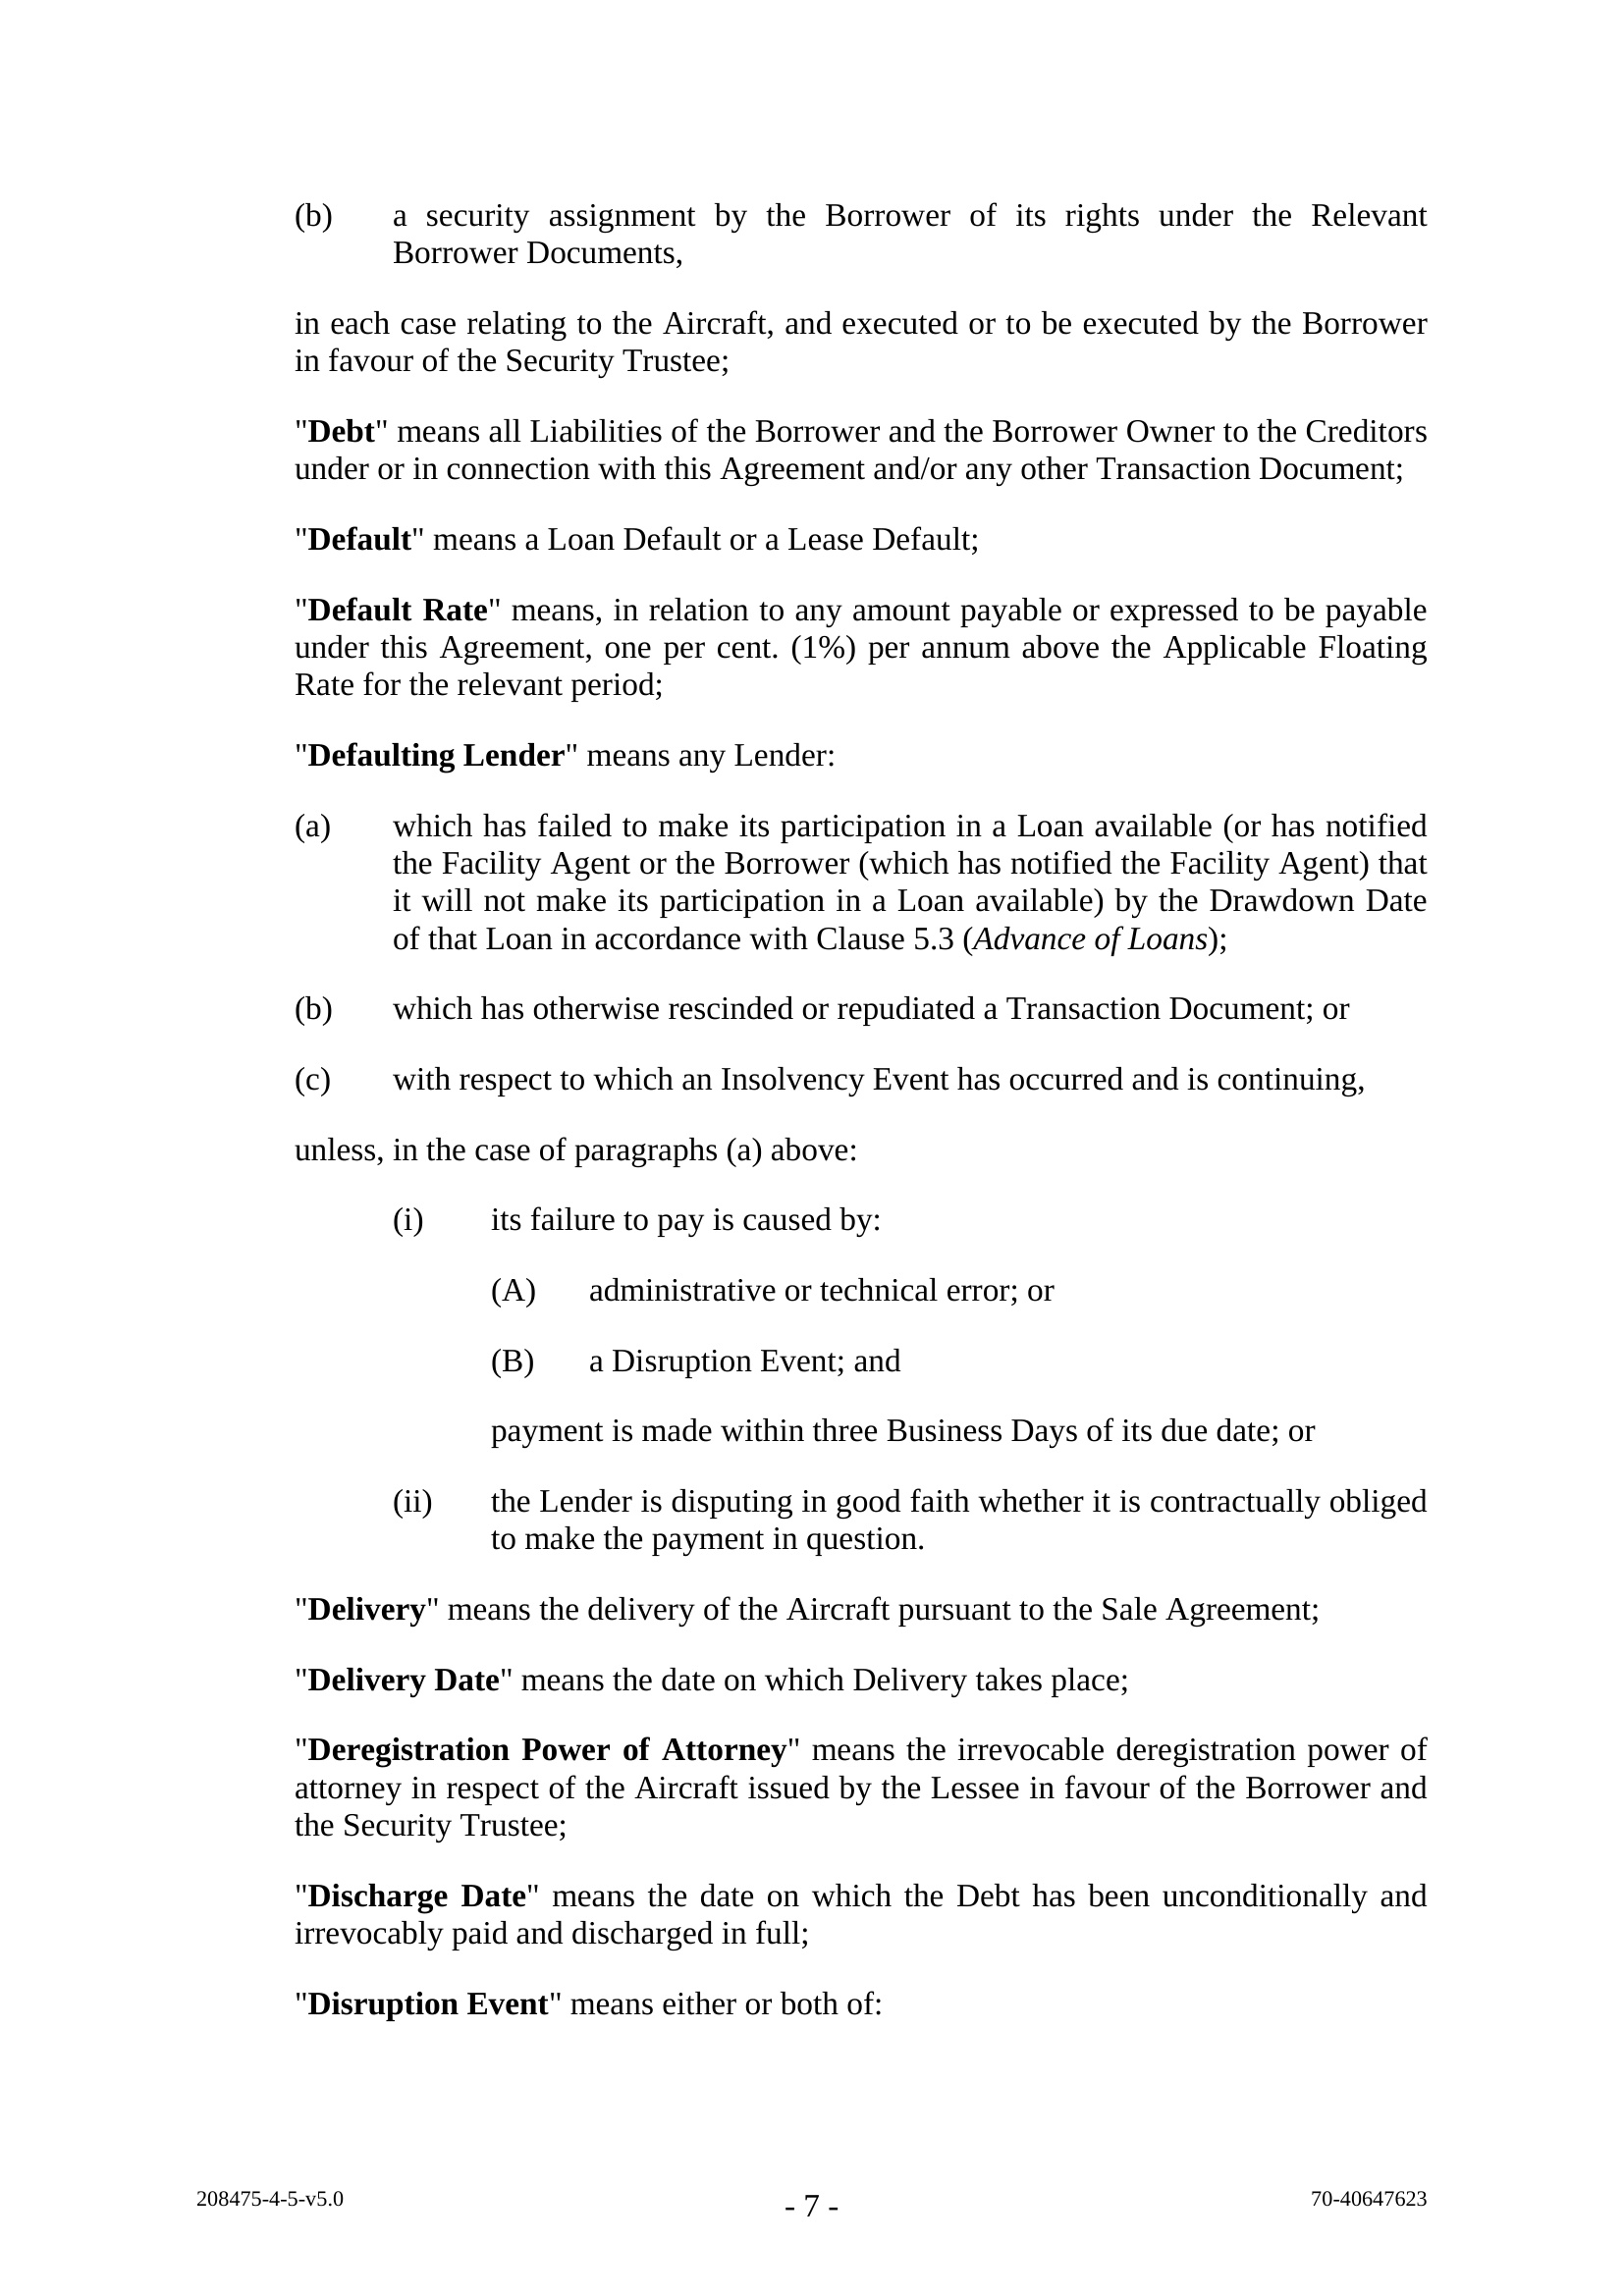 (b) a security assignment by the Borrower of its rights under the Relevant
Borrower Documents,
in each case relating to the Aircraft, and executed or to be executed by the Borrower
in favour of the Security Trustee;
"Debt" means all Liabilities of the Borrower and the Borrower Owner to the Creditors
under or in connection with this Agreement and/or any other Transaction Document;
"Default" means a Loan Default or a Lease Default;
"Default Rate" means, in relation to any amount payable or expressed to be payable
under this Agreement, one per cent. (1%) per annum above the Applicable Floating
Rate for the relevant period;
"Defaulting Lender" means any Lender:
(a) which has failed to make its participation in a Loan available (or has notified
the Facility Agent or the Borrower (which has notified the Facility Agent) that
it will not make its participation in a Loan available) by the Drawdown Date
of that Loan in accordance with Clause 5.3 (Advance of Loans);
(b) which has otherwise rescinded or repudiated a Transaction Document; or
(c) with respect to which an Insolvency Event has occurred and is continuing,
unless, in the case of paragraphs (a) above:
(i) its failure to pay is caused by:
(A) administrative or technical error; or
(B) a Disruption Event; and
payment is made within three Business Days of its due date; or
(ii) the Lender is disputing in good faith whether it is contractually obliged
to make the payment in question.
"Delivery" means the delivery of the Aircraft pursuant to the Sale Agreement;
"Delivery Date" means the date on which Delivery takes place;
"Deregistration Power of Attorney" means the irrevocable deregistration power of
attorney in respect of the Aircraft issued by the Lessee in favour of the Borrower and
the Security Trustee;
"Discharge Date" means the date on which the Debt has been unconditionally and
irrevocably paid and discharged in full;
"Disruption Event" means either or both of:
208475-4-5-v5.0 - 7 - 70-40647623